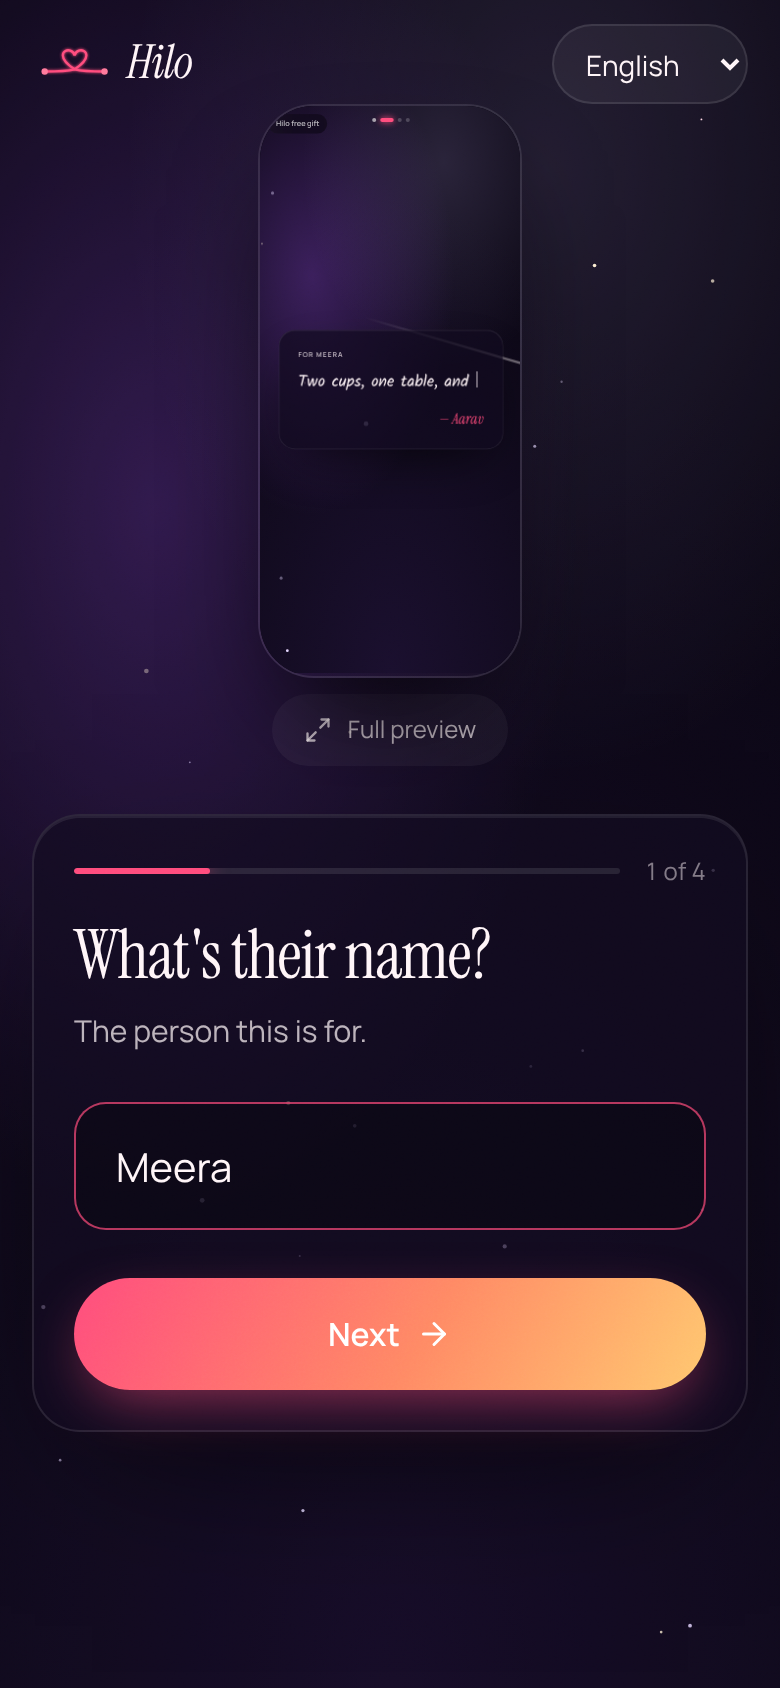 Hilo
English
Hilo free gift
FOR MEERA
Two cups, one table, and
— Aarav
Full preview
1 of 4
What's their name?
The person this is for.
Meera
Next →